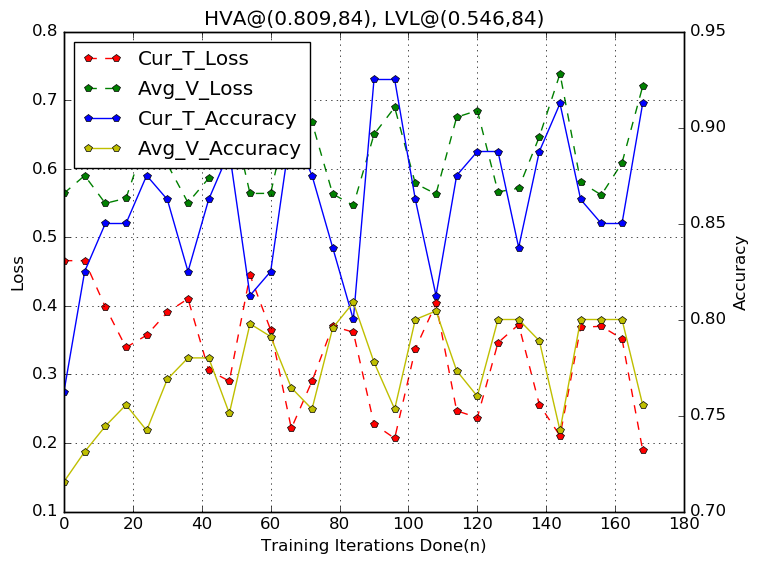 HVA@(0.809,84), LVL@(0.546,84)
Cur_T_Loss
Avg_V_Loss
Cur_T_Accuracy
Avg_V_Accuracy
0.8
0.7
0.6
0.5
0.4
0.3
0.2
0.1
Loss
0.95
0.90
0.85
0.80
0.75
0.70
Accuracy
0 20 40 60 80 100 120 140 160 180
Training Iterations Done(n)